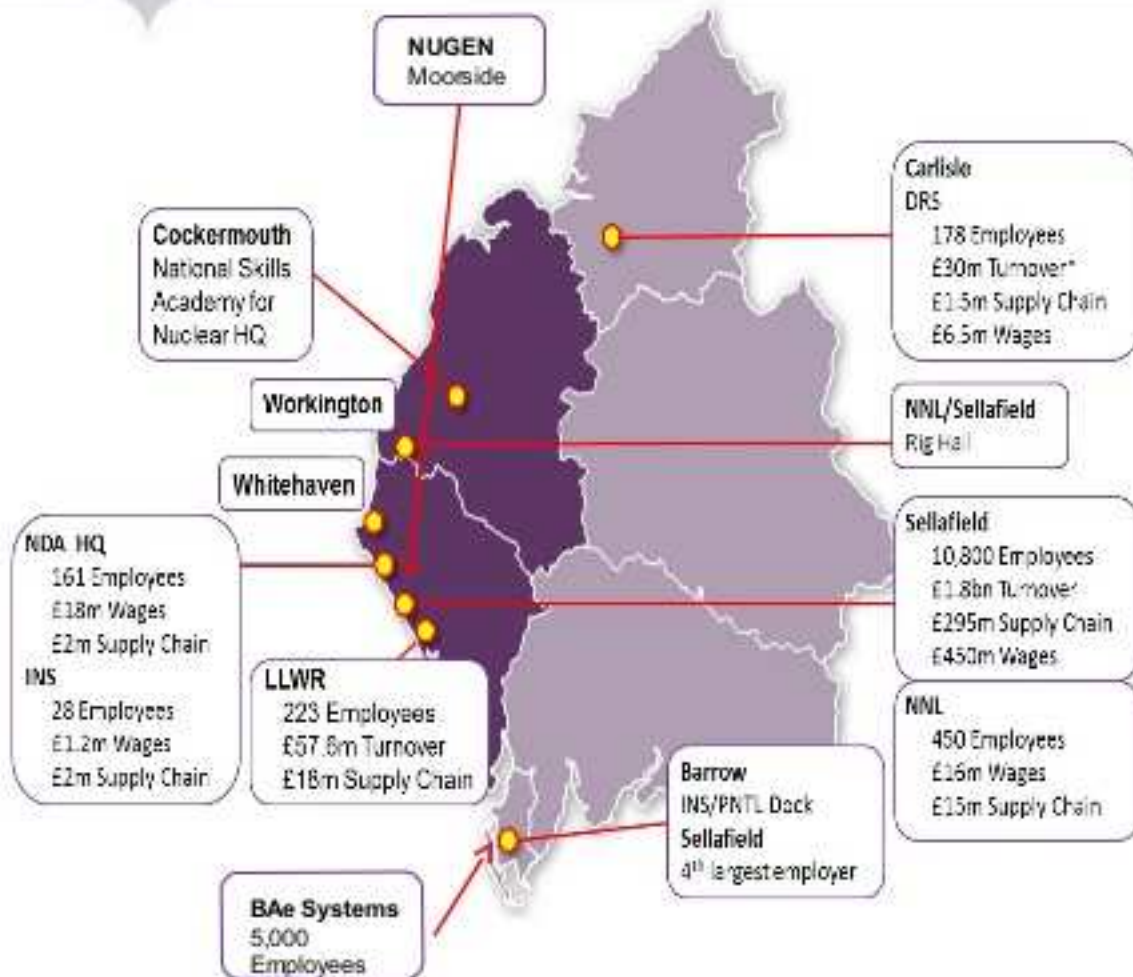 NUGEN
Moorside
Cockermouth
National Skills
Academy for
Nuclear HQ
Workington
Whitehaven
NDA HQ
161 Employees
£18m Wages
£2m Supply Chain
INS
28 Employees
£1.2m Wages
£2m Supply Chain
LLWR
223 Employees
£57.6m Turnover
£18m Supply Chain
BAe Systems
5,000
Employees
Barrow
INS/PNTL Dock
Sellafield
4th largest employer
Carlisle
DRS
178 Employees
£30m Turnover*
£1.5m Supply Chain
£6.5m Wages
NNL/Sellafield
Rig Hall
Sellafield
10,800 Employees
£1.8bn Turnover
£295m Supply Chain
£450m Wages
NNL
450 Employees
£16m Wages
£15m Supply Chain